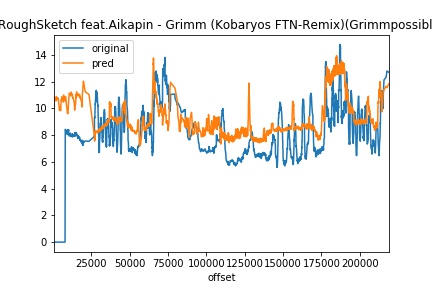 RoughSketch feat.Aikapin - Grimm (Kobaryos FTN-Remix)(Grimmpossibl
original
pred
14
12
10
8
6
4
2
0
25000 50000 75000 100000 125000 150000 175000 200000
offset